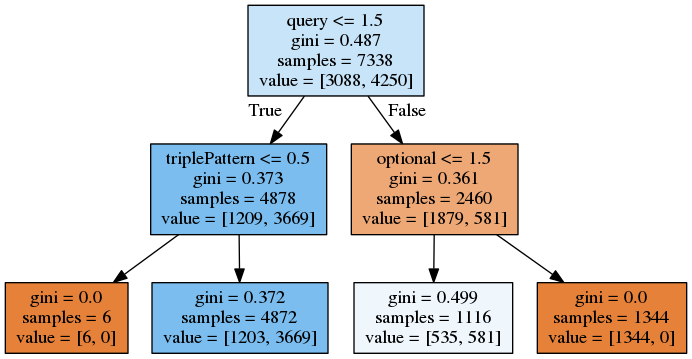 query <= 1.5
gini = 0.487
samples = 7338
value = [3088, 4250]
True
False
triplePattern <= 0.5
gini = 0.373
samples = 4878
value = [1209, 3669]
optional <= 1.5
gini = 0.361
samples = 2460
value = [1879, 581]
gini = 0.0
samples = 6
value = [6, 0]
gini = 0.372
samples = 4872
value = [1203, 3669]
gini = 0.499
samples = 1116
value = [535, 581]
gini = 0.0
samples = 1344
value = [1344, 0]